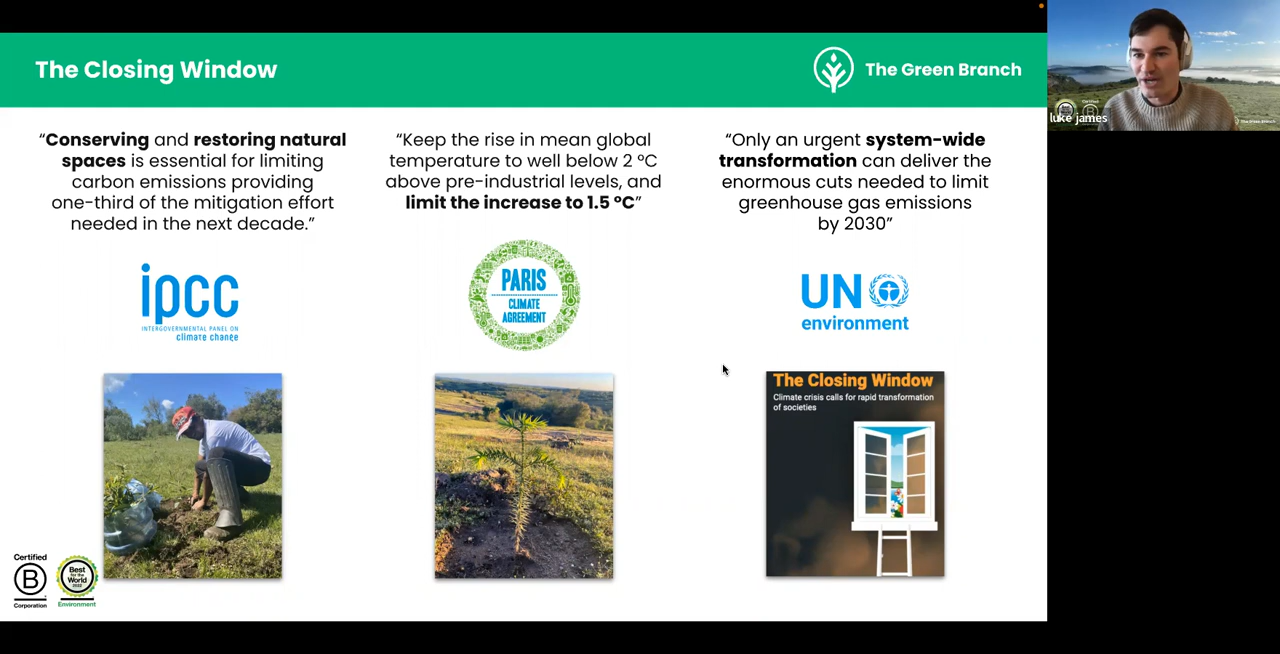 The Closing Window
The Green Branch
“Conserving and restoring natural
spaces is essential for limiting
carbon emissions providing
one-third of the mitigation effort
needed in the next decade.”
ipcc
INTERGOVERNMENTAL PANEL ON
climate change
“Keep the rise in mean global
temperature to well below 2 °C
above pre-industrial levels, and
limit the increase to 1.5 °C”
PARIS
CLIMATE
AGREEMENT
“Only an urgent system-wide
transformation can deliver the
enormous cuts needed to limit
greenhouse gas emissions
by 2030”
UN
environment
The Closing Window
Climate crisis calls for rapid transformation
of societies
Certified
B
Corporation
Best
for the
World
2022
Environment
luke james
The Green Branch